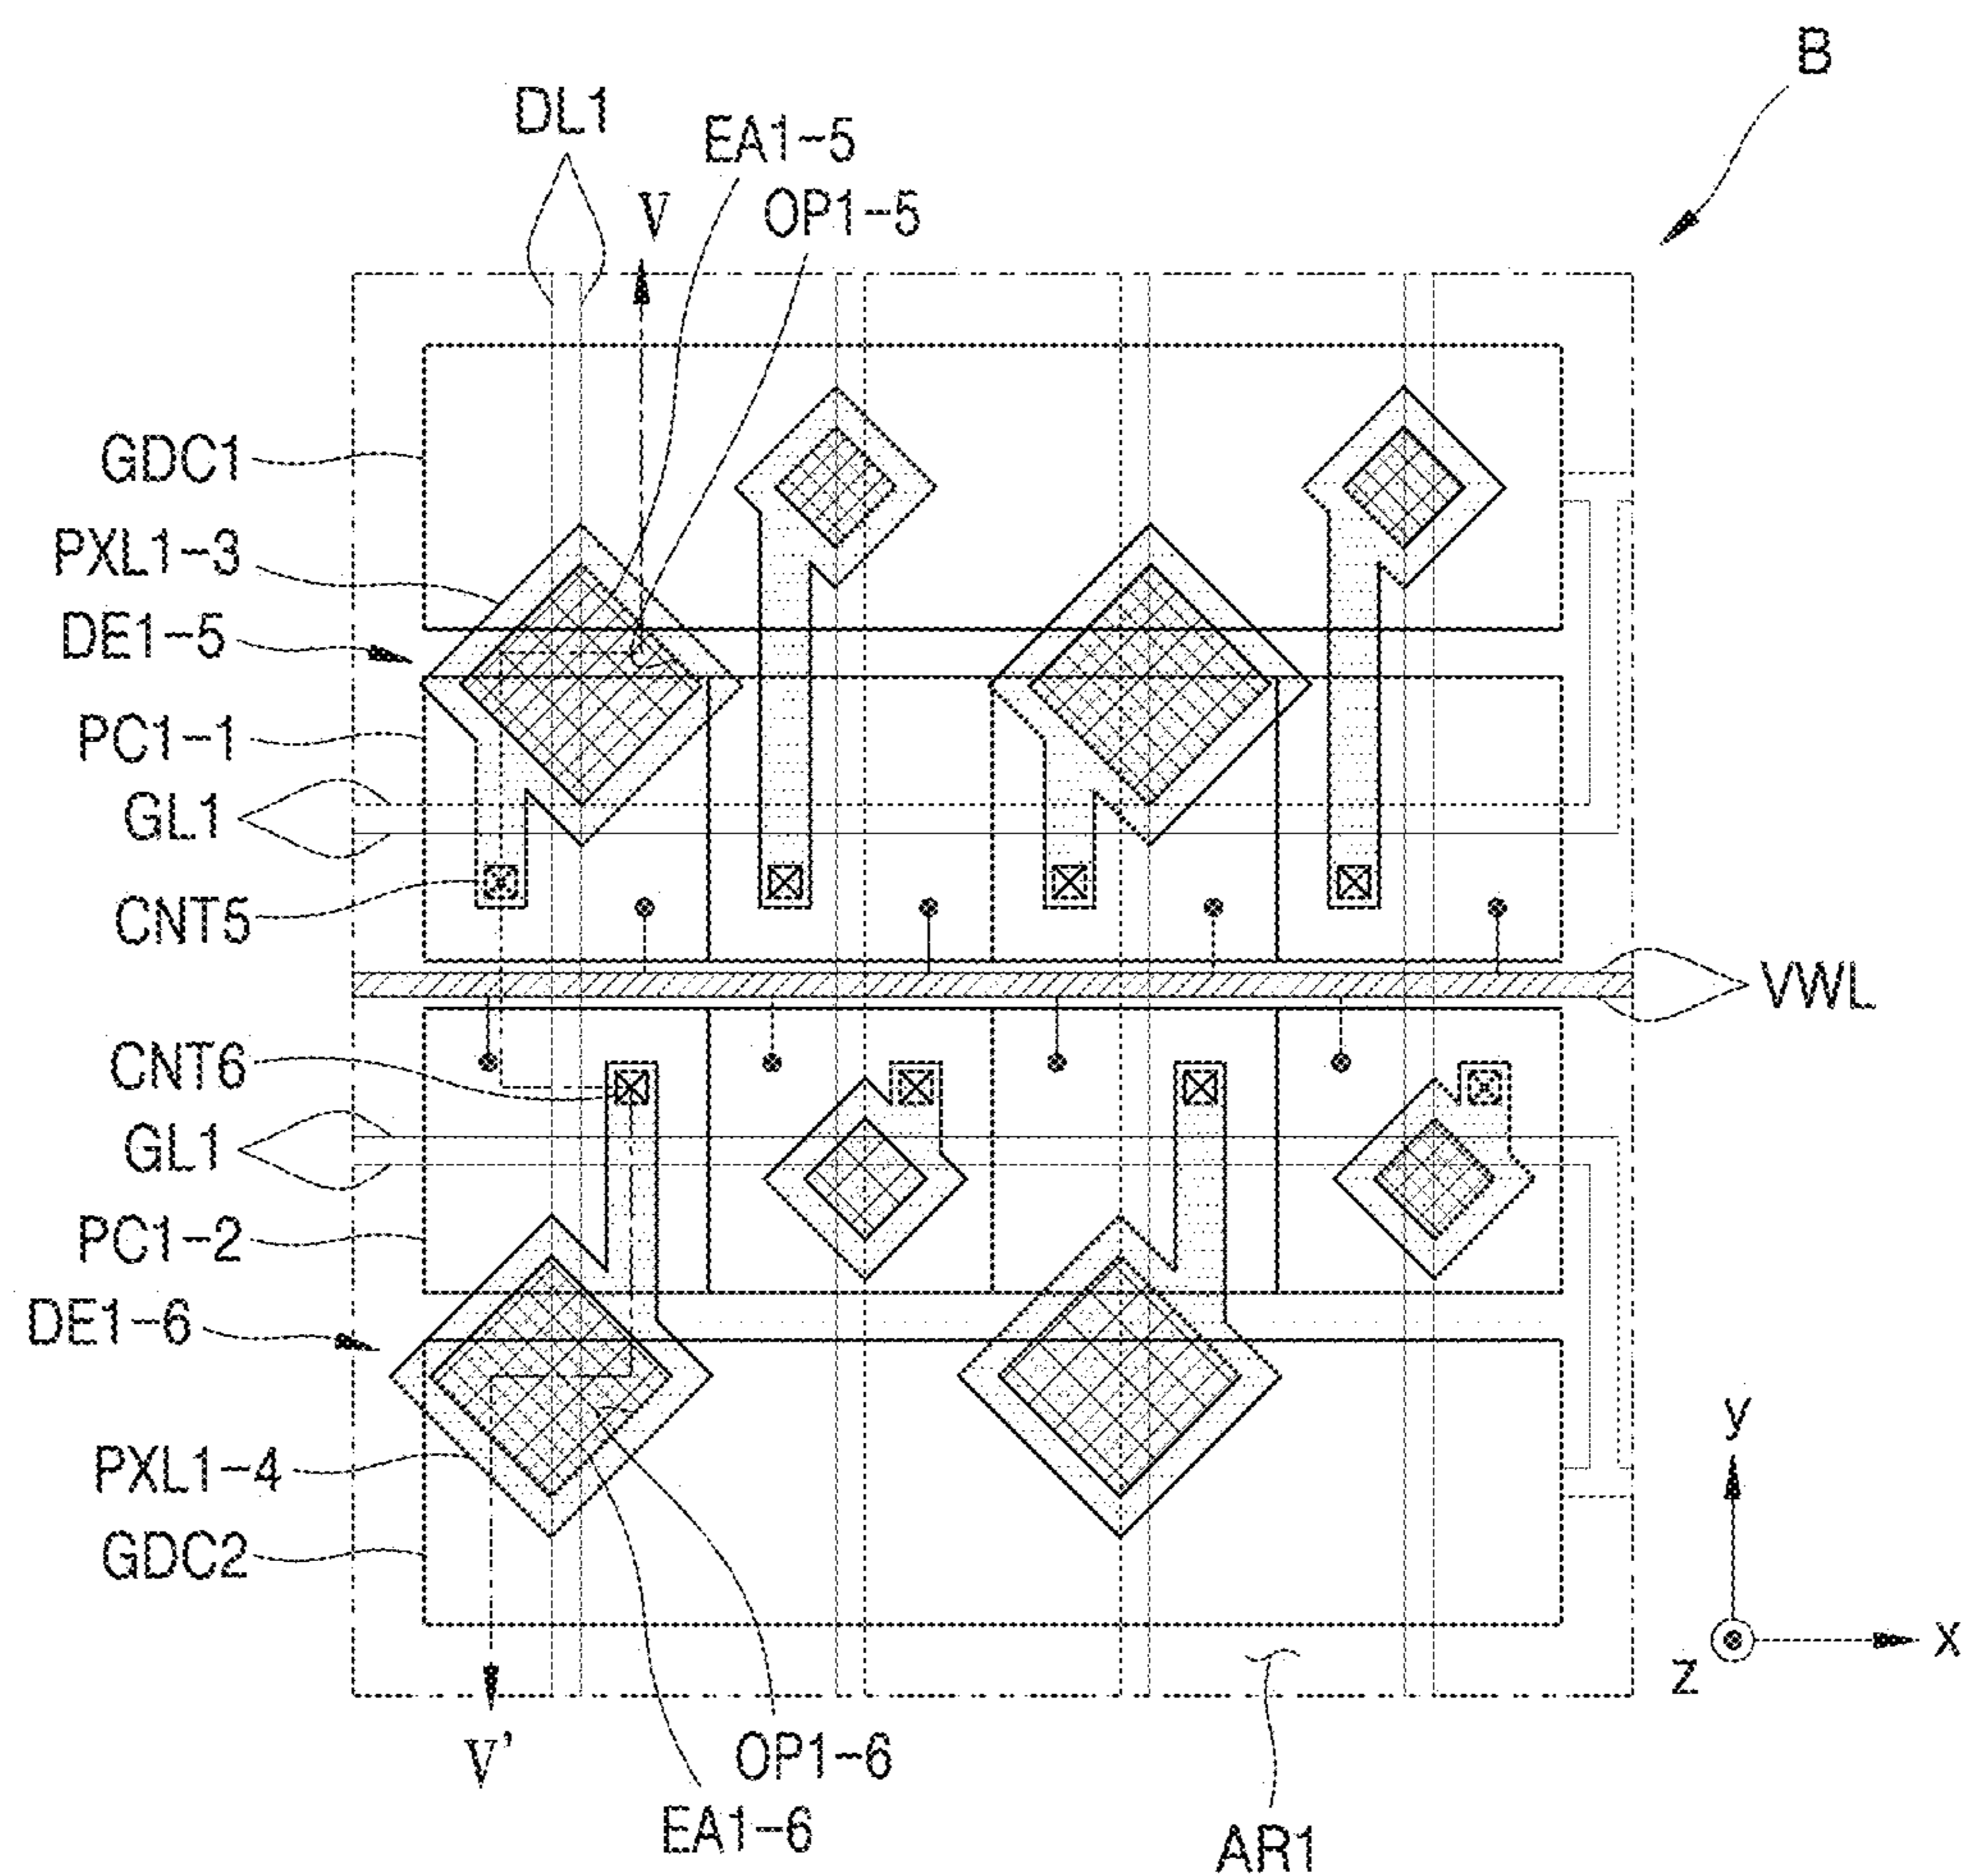 B
DL1
EA1-5
V
OP1-5
GDC1
PXL1-3
DE1-5
PC1-1
GL1
CNT5
VWL
CNT6
GL1
PC1-2
DE1-6
y
PXL1-4
GDC2
x
z
V'
OP1-6
EA1-6
AR1